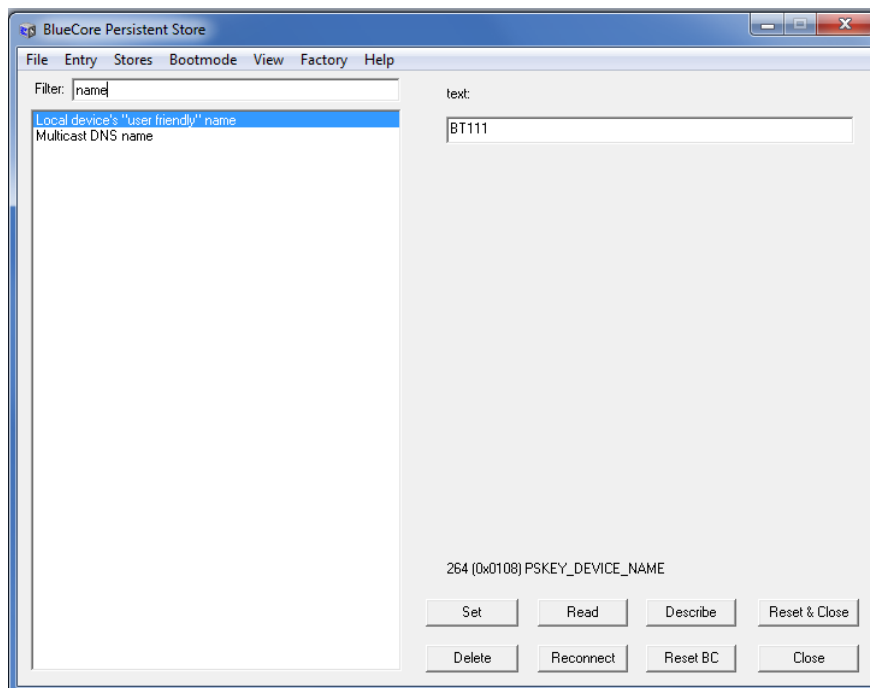 BlueCore Persistent Store
File Entry Stores Bootmode View Factory Help
Filter: name
text:
Local device's "user friendly" name
Multicast DNS name
BT111
264 (0x0108) PSKEY_DEVICE_NAME
Set Read Describe Reset & Close
Delete Reconnect Reset BC Close